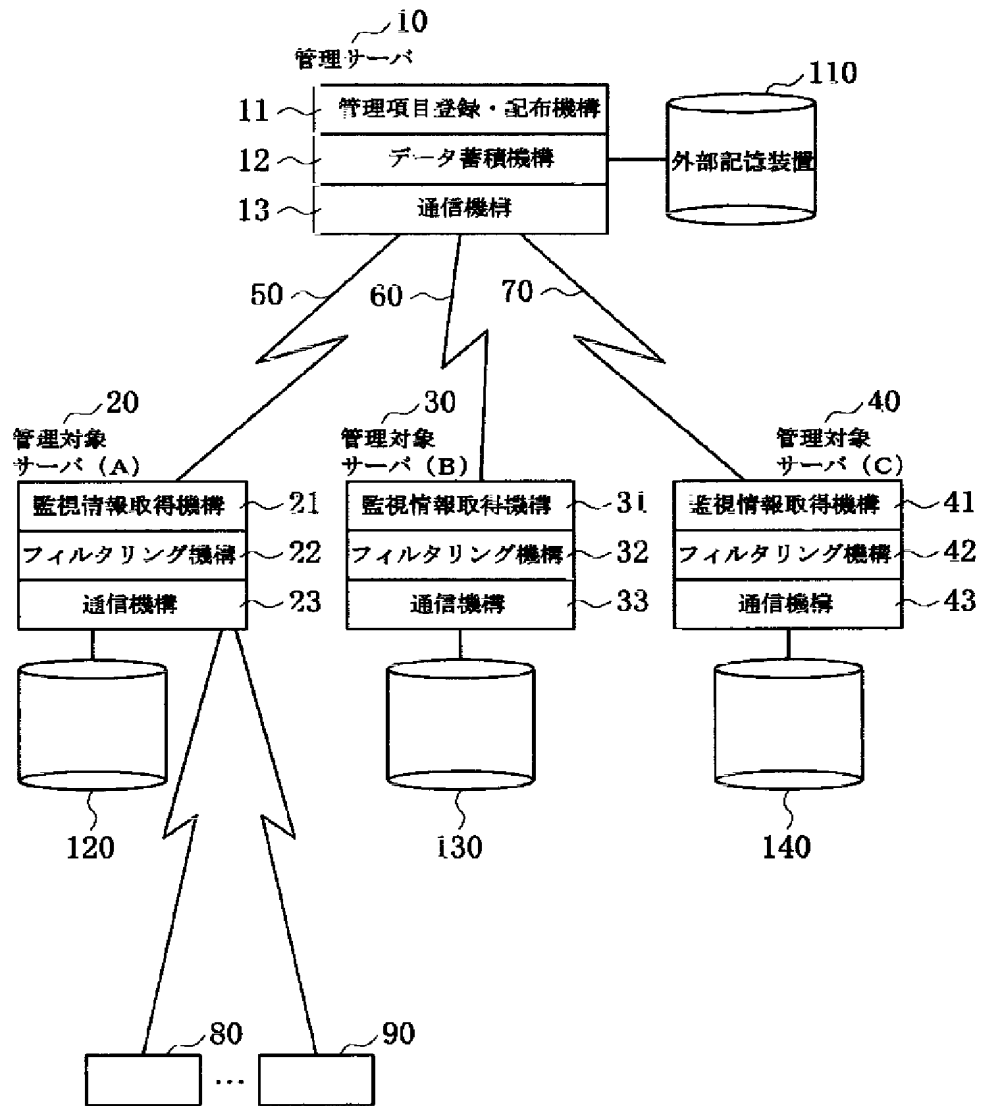 10
管理サーバ
110
11
管理項目登録・配布機構
12
データ蓄積機構
外部記憶装置
13
通信機構
50
60
70
20
管理対象
サーバ（A）
30
管理対象
サーバ（B）
40
管理対象
サーバ（C）
監視情報取得機構
21
監視情報取得機構
31
監視情報取得機構
41
フィルタリング機構
22
フィルタリング機構
32
フィルタリング機構
42
通信機構
23
通信機構
33
通信機構
43
120
130
140
80
90
…